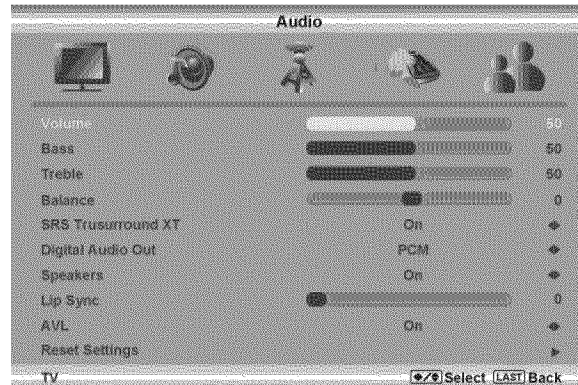 Audio
Volume 50
Bass 50
Treble 50
Balance 0
SRS Trusurround XT On
Digital Audio Out PCM
Speakers On
Lip Sync 0
AVL On
Reset Settings
TV Select LAST Back